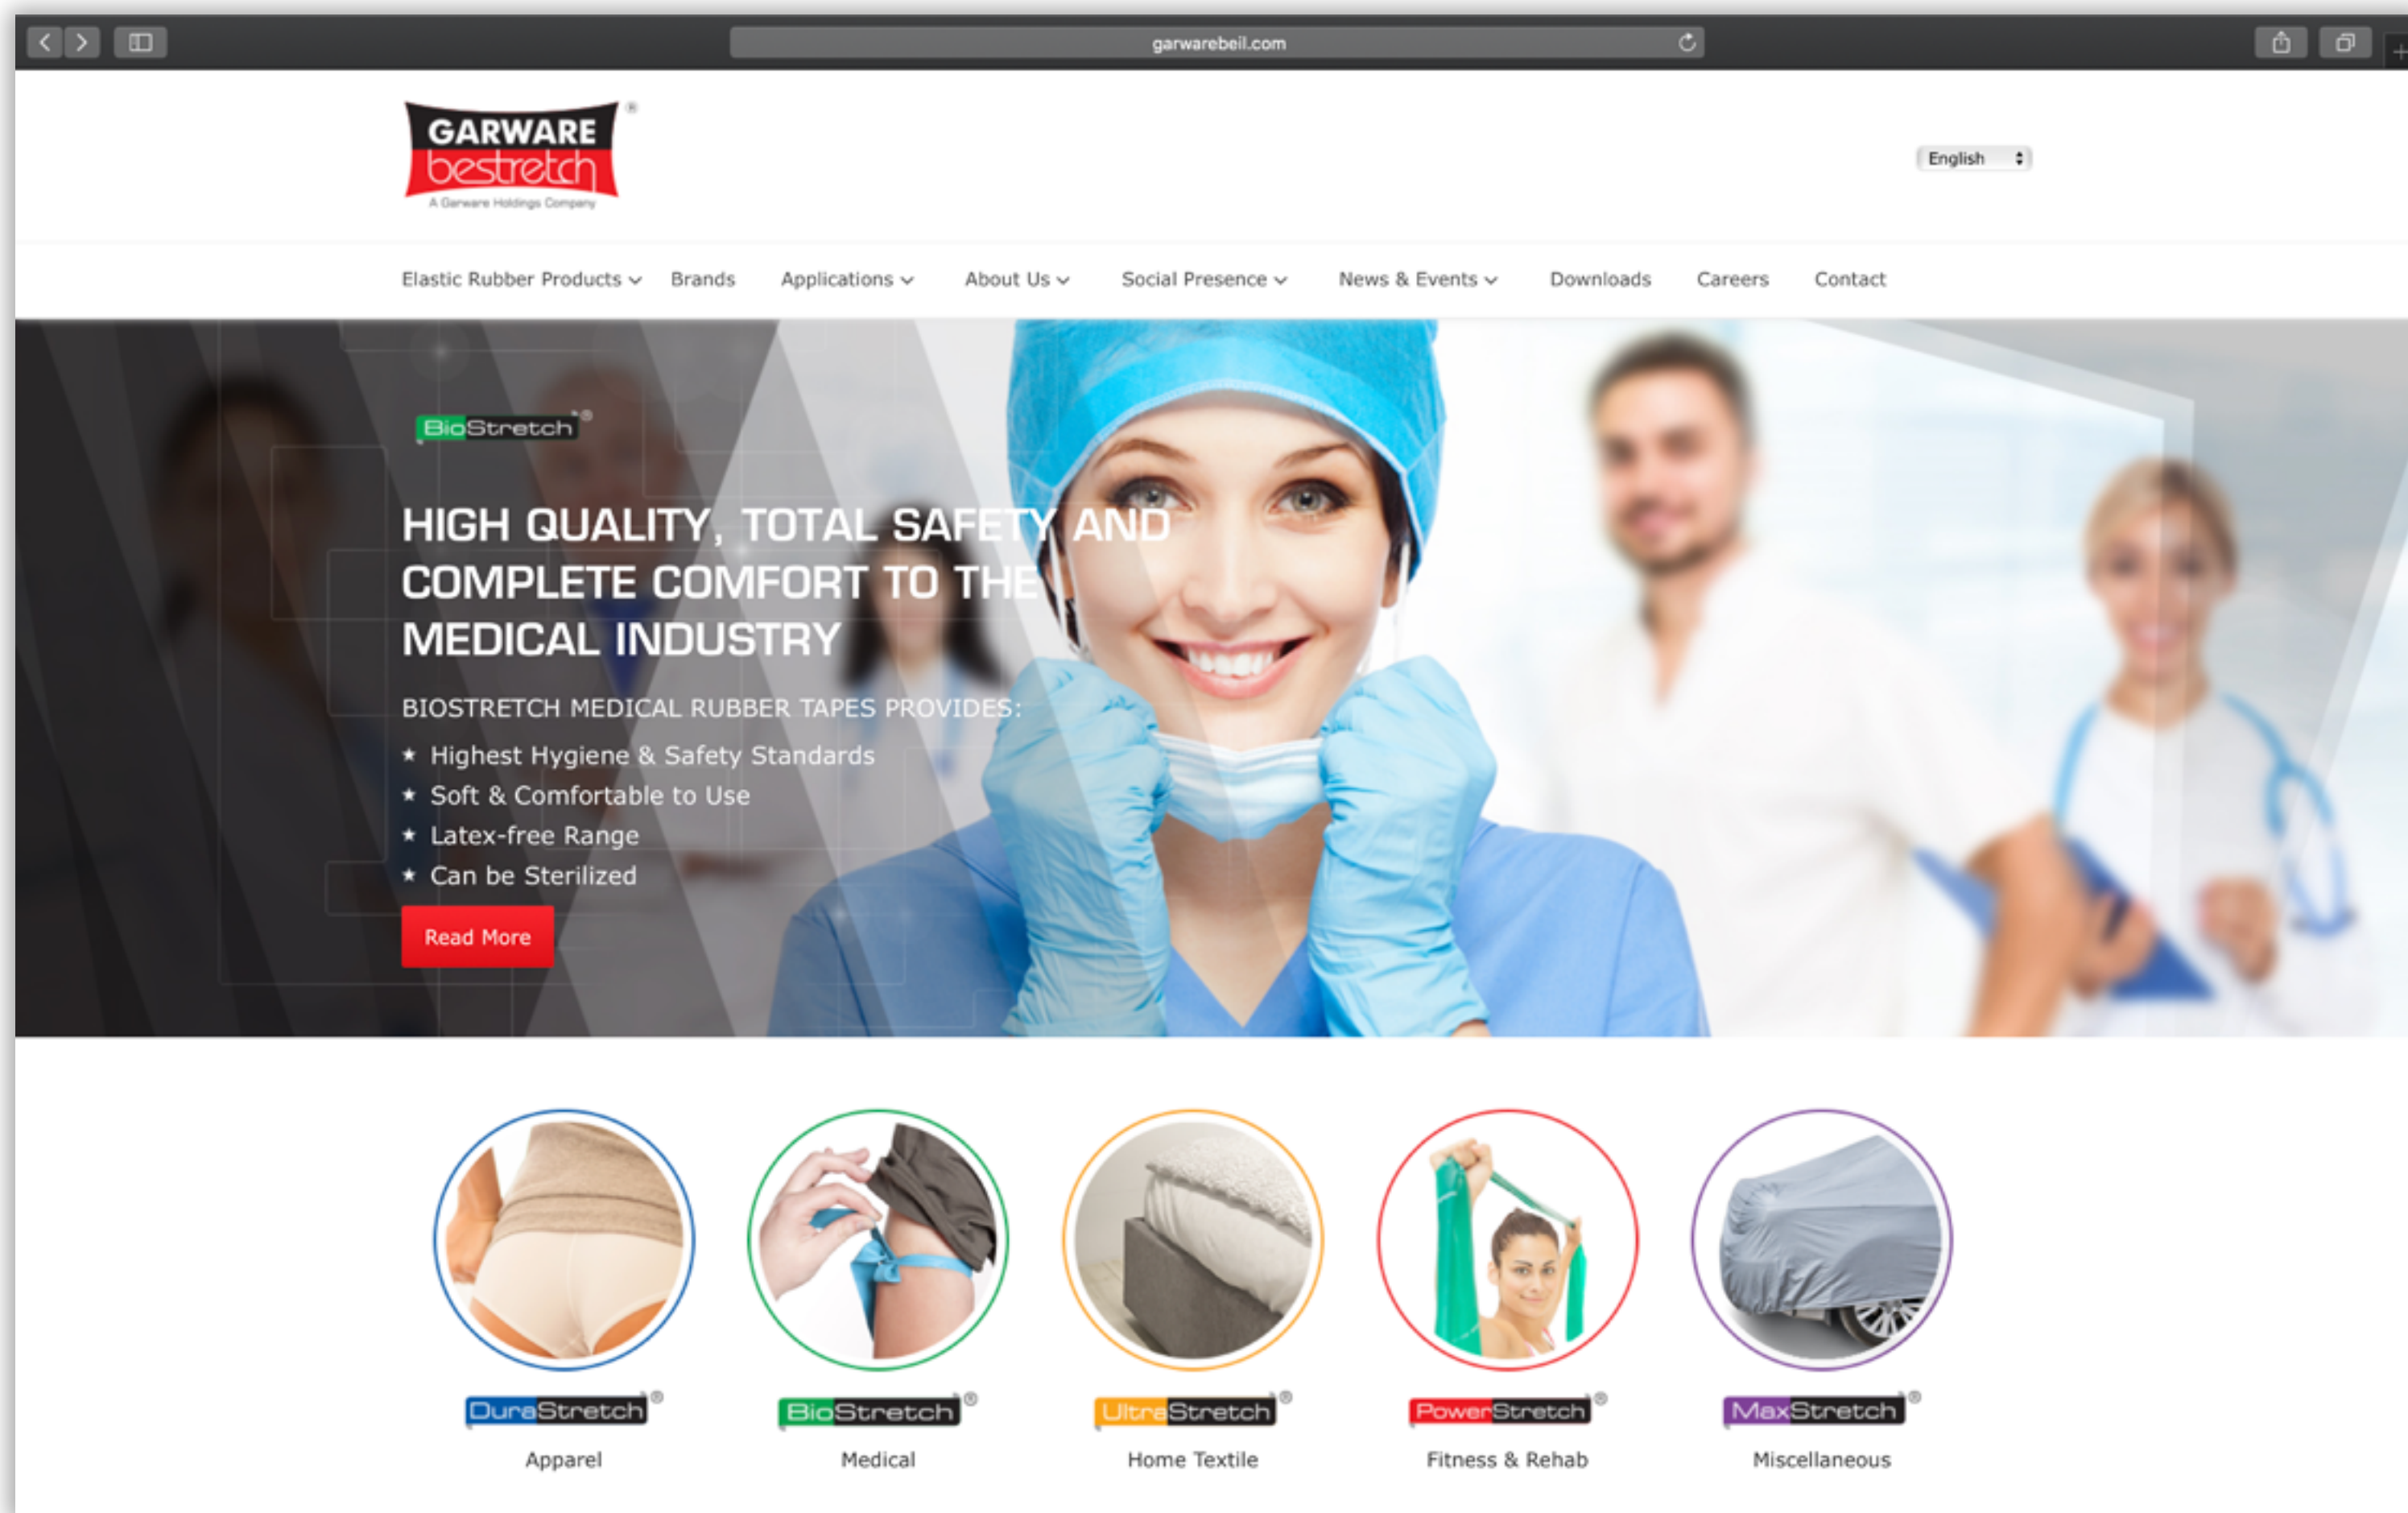 garwarebeil.com
GARWARE
bestretch
A Garware Holdings Company
English
Elastic Rubber Products Brands Applications About Us Social Presence News & Events Downloads Careers Contact
BioStretch®
HIGH QUALITY, TOTAL SAFETY AND
COMPLETE COMFORT TO THE
MEDICAL INDUSTRY
BIOSTRETCH MEDICAL RUBBER TAPES PROVIDES:
★ Highest Hygiene & Safety Standards
★ Soft & Comfortable to Use
★ Latex-free Range
★ Can be Sterilized
Read More
DuraStretch® BioStretch® UltraStretch® PowerStretch® MaxStretch®
Apparel Medical Home Textile Fitness & Rehab Miscellaneous